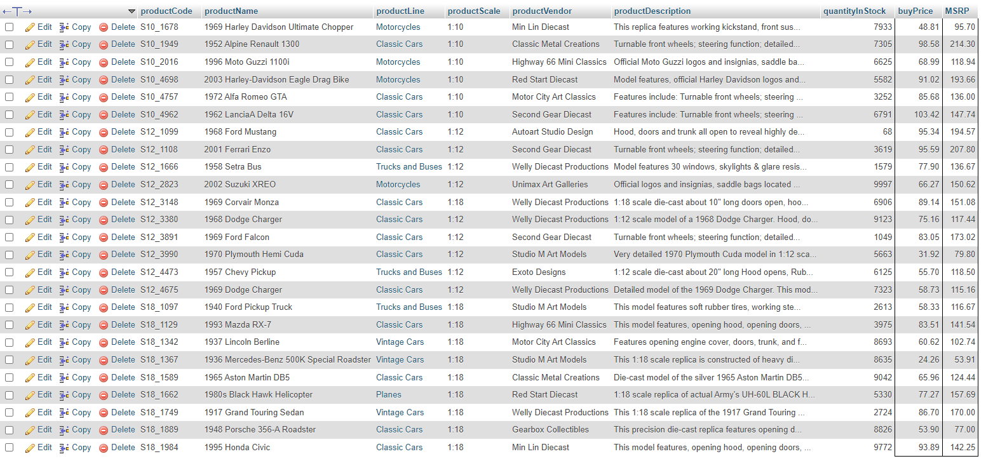 productCode productName productLine productScale productVendor productDescription quantityInStock buyPrice MSRP
Edit Copy Delete S10_1678 1969 Harley Davidson Ultimate Chopper Motorcycles 1:10 Min Lin Diecast This replica features working kickstand, front sus... 7933 48.81 95.70
Edit Copy Delete S10_1949 1952 Alpine Renault 1300 Classic Cars 1:10 Classic Metal Creations Turnable front wheels; steering function; detailed... 7305 98.58 214.30
Edit Copy Delete S10_2016 1996 Moto Guzzi 1100i Motorcycles 1:10 Highway 66 Mini Classics Official Moto Guzzi logos and insignias, saddle ba... 6625 68.99 118.94
Edit Copy Delete S10_4698 2003 Harley-Davidson Eagle Drag Bike Motorcycles 1:10 Red Start Diecast Model features, official Harley Davidson logos and... 5582 91.02 193.66
Edit Copy Delete S10_4757 1972 Alfa Romeo GTA Classic Cars 1:10 Motor City Art Classics Features include: Turnable front wheels; steering ... 3252 85.68 136.00
Edit Copy Delete S10_4962 1962 LanciaA Delta 16V Classic Cars 1:10 Second Gear Diecast Features include: Turnable front wheels; steering ... 6791 103.42 147.74
Edit Copy Delete S12_1099 1968 Ford Mustang Classic Cars 1:12 Autoart Studio Design Hood, doors and trunk all open to reveal highly de... 68 95.34 194.57
Edit Copy Delete S12_1108 2001 Ferrari Enzo Classic Cars 1:12 Second Gear Diecast Turnable front wheels; steering function; detailed... 3619 95.59 207.80
Edit Copy Delete S12_1666 1958 Setra Bus Trucks and Buses 1:12 Welly Diecast Productions Model features 30 windows, skylights & glare resis... 1579 77.90 136.67
Edit Copy Delete S12_2823 2002 Suzuki XREO Motorcycles 1:12 Unimax Art Galleries Official logos and insignias, saddle bags located ... 9997 66.27 150.62
Edit Copy Delete S12_3148 1969 Corvair Monza Classic Cars 1:18 Welly Diecast Productions 1:18 scale die-cast about 10" long doors open, hoo... 6906 89.14 151.08
Edit Copy Delete S12_3380 1968 Dodge Charger Classic Cars 1:12 Welly Diecast Productions 1:12 scale model of a 1968 Dodge Charger. Hood, do... 9123 75.16 117.44
Edit Copy Delete S12_3891 1969 Ford Falcon Classic Cars 1:12 Second Gear Diecast Turnable front wheels; steering function; detailed... 1049 83.05 173.02
Edit Copy Delete S12_3990 1970 Plymouth Hemi Cuda Classic Cars 1:12 Studio M Art Models Very detailed 1970 Plymouth Cuda model in 1:12 sca... 5663 31.92 79.80
Edit Copy Delete S12_4473 1957 Chevy Pickup Trucks and Buses 1:12 Exoto Designs 1:12 scale die-cast about 20" long Hood opens, Rub... 6125 55.70 118.50
Edit Copy Delete S12_4675 1969 Dodge Charger Classic Cars 1:12 Welly Diecast Productions Detailed model of the 1969 Dodge Charger. This mod... 7323 58.73 115.16
Edit Copy Delete S18_1097 1940 Ford Pickup Truck Trucks and Buses 1:18 Studio M Art Models This model features soft rubber tires, working ste... 2613 58.33 116.67
Edit Copy Delete S18_1129 1993 Mazda RX-7 Classic Cars 1:18 Highway 66 Mini Classics This model features, opening hood, opening doors, ... 3975 83.51 141.54
Edit Copy Delete S18_1342 1937 Lincoln Berline Vintage Cars 1:18 Motor City Art Classics Features opening engine cover, doors, trunk, and f... 8693 60.62 102.74
Edit Copy Delete S18_1367 1936 Mercedes-Benz 500K Special Roadster Vintage Cars 1:18 Studio M Art Models This 1:18 scale replica is constructed of heavy di... 8635 24.26 53.91
Edit Copy Delete S18_1589 1965 Aston Martin DB5 Classic Cars 1:18 Classic Metal Creations Die-cast model of the silver 1965 Aston Martin DB5... 9042 65.96 124.44
Edit Copy Delete S18_1662 1980s Black Hawk Helicopter Planes 1:18 Red Start Diecast 1:18 scale replica of actual Army's UH-60L BLACK H... 5330 77.27 157.69
Edit Copy Delete S18_1749 1917 Grand Touring Sedan Vintage Cars 1:18 Welly Diecast Productions This 1:18 scale replica of the 1917 Grand Touring ... 2724 86.70 170.00
Edit Copy Delete S18_1889 1948 Porsche 356-A Roadster Classic Cars 1:18 Gearbox Collectibles This precision die-cast replica features opening d... 8826 53.90 77.00
Edit Copy Delete S18_1984 1995 Honda Civic Classic Cars 1:18 Min Lin Diecast This model features, opening hood, opening doors, ... 9772 93.89 142.25